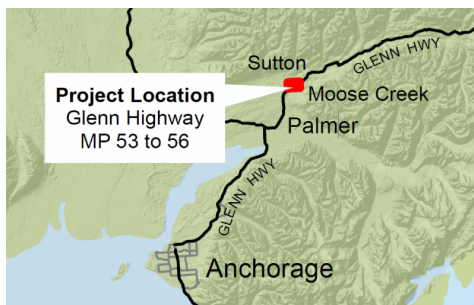 Sutton
GLENN HWY
Project Location
Glenn Highway
MP 53 to 56
Moose Creek
Palmer
GLENN HWY
Anchorage